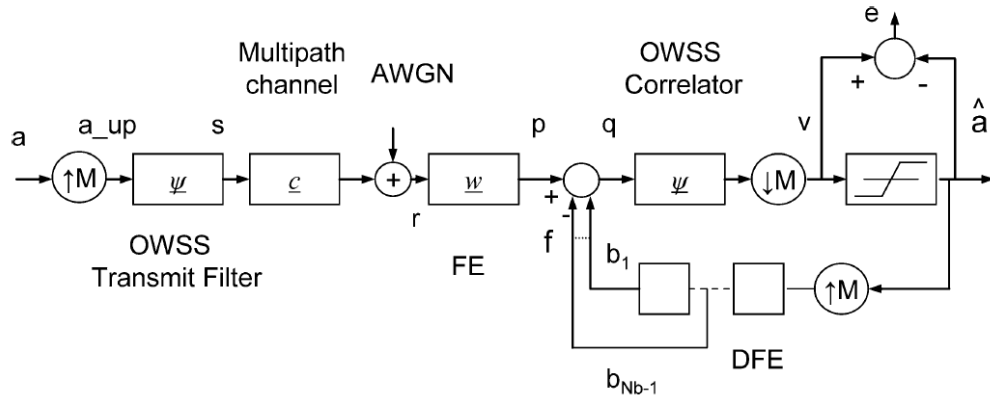 Multipath
channel
AWGN
OWSS
Correlator
e
+
-
a
a_up
s
p
q
v
^
a
↑M
ψ
c
+
w
+
-
ψ
↓M
r
f
b1
OWSS
Transmit Filter
FE
↑M
DFE
bNb-1